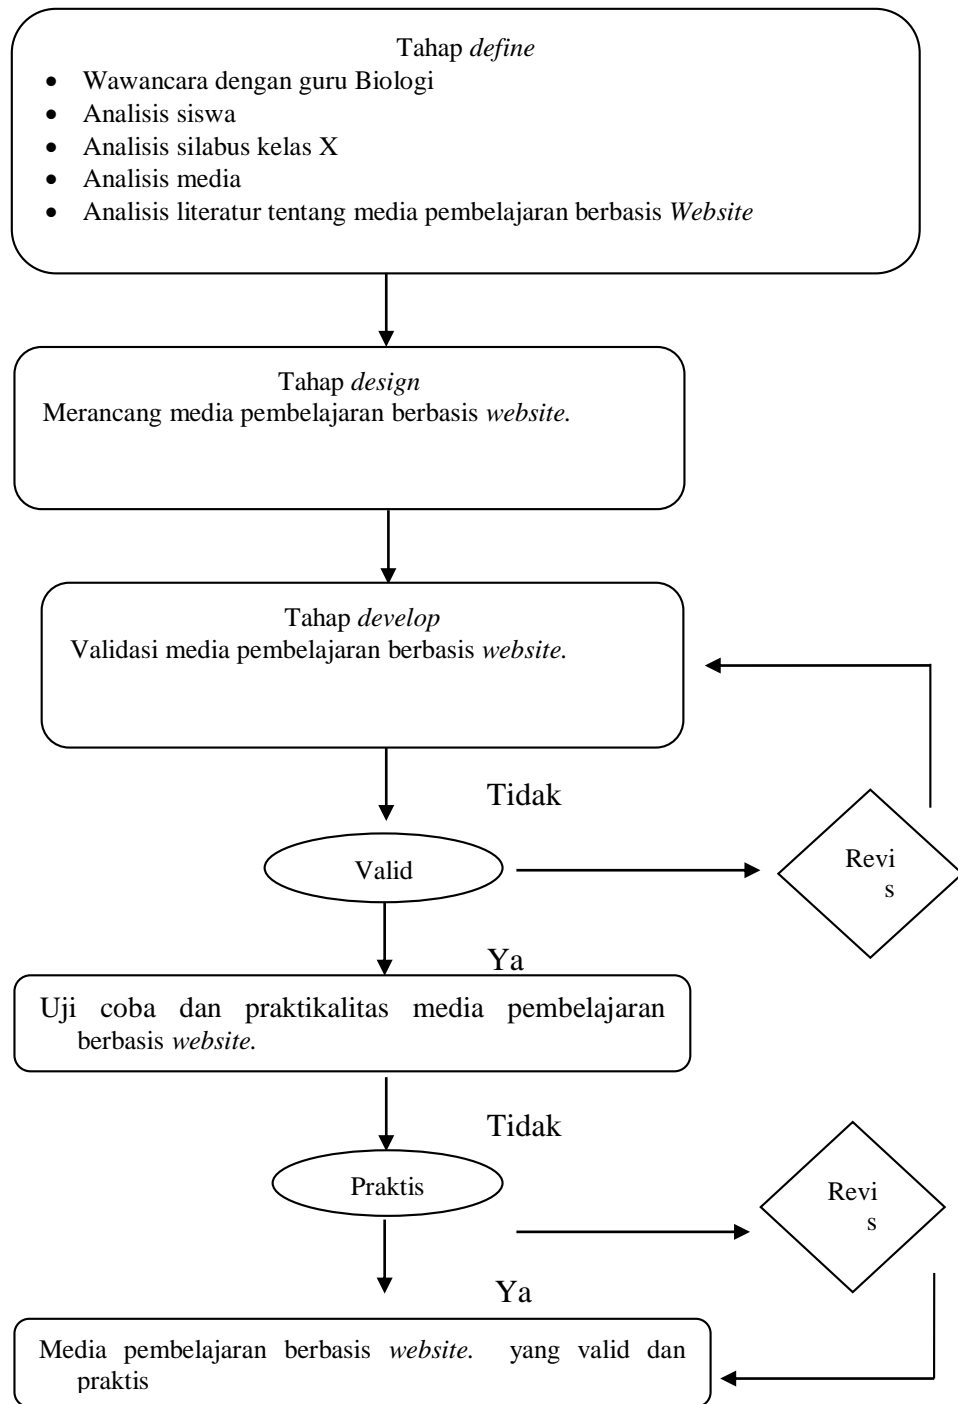 Tahap define
• Wawancara dengan guru Biologi
• Analisis siswa
• Analisis silabus kelas X
• Analisis media
• Analisis literatur tentang media pembelajaran berbasis Website
Tahap design
Merancang media pembelajaran berbasis website.
Tahap develop
Validasi media pembelajaran berbasis website.
Tidak
Valid
Revi
s
Ya
Uji coba dan praktikalitas media pembelajaran
berbasis website.
Tidak
Praktis
Revi
s
Ya
Media pembelajaran berbasis website. yang valid dan
praktis